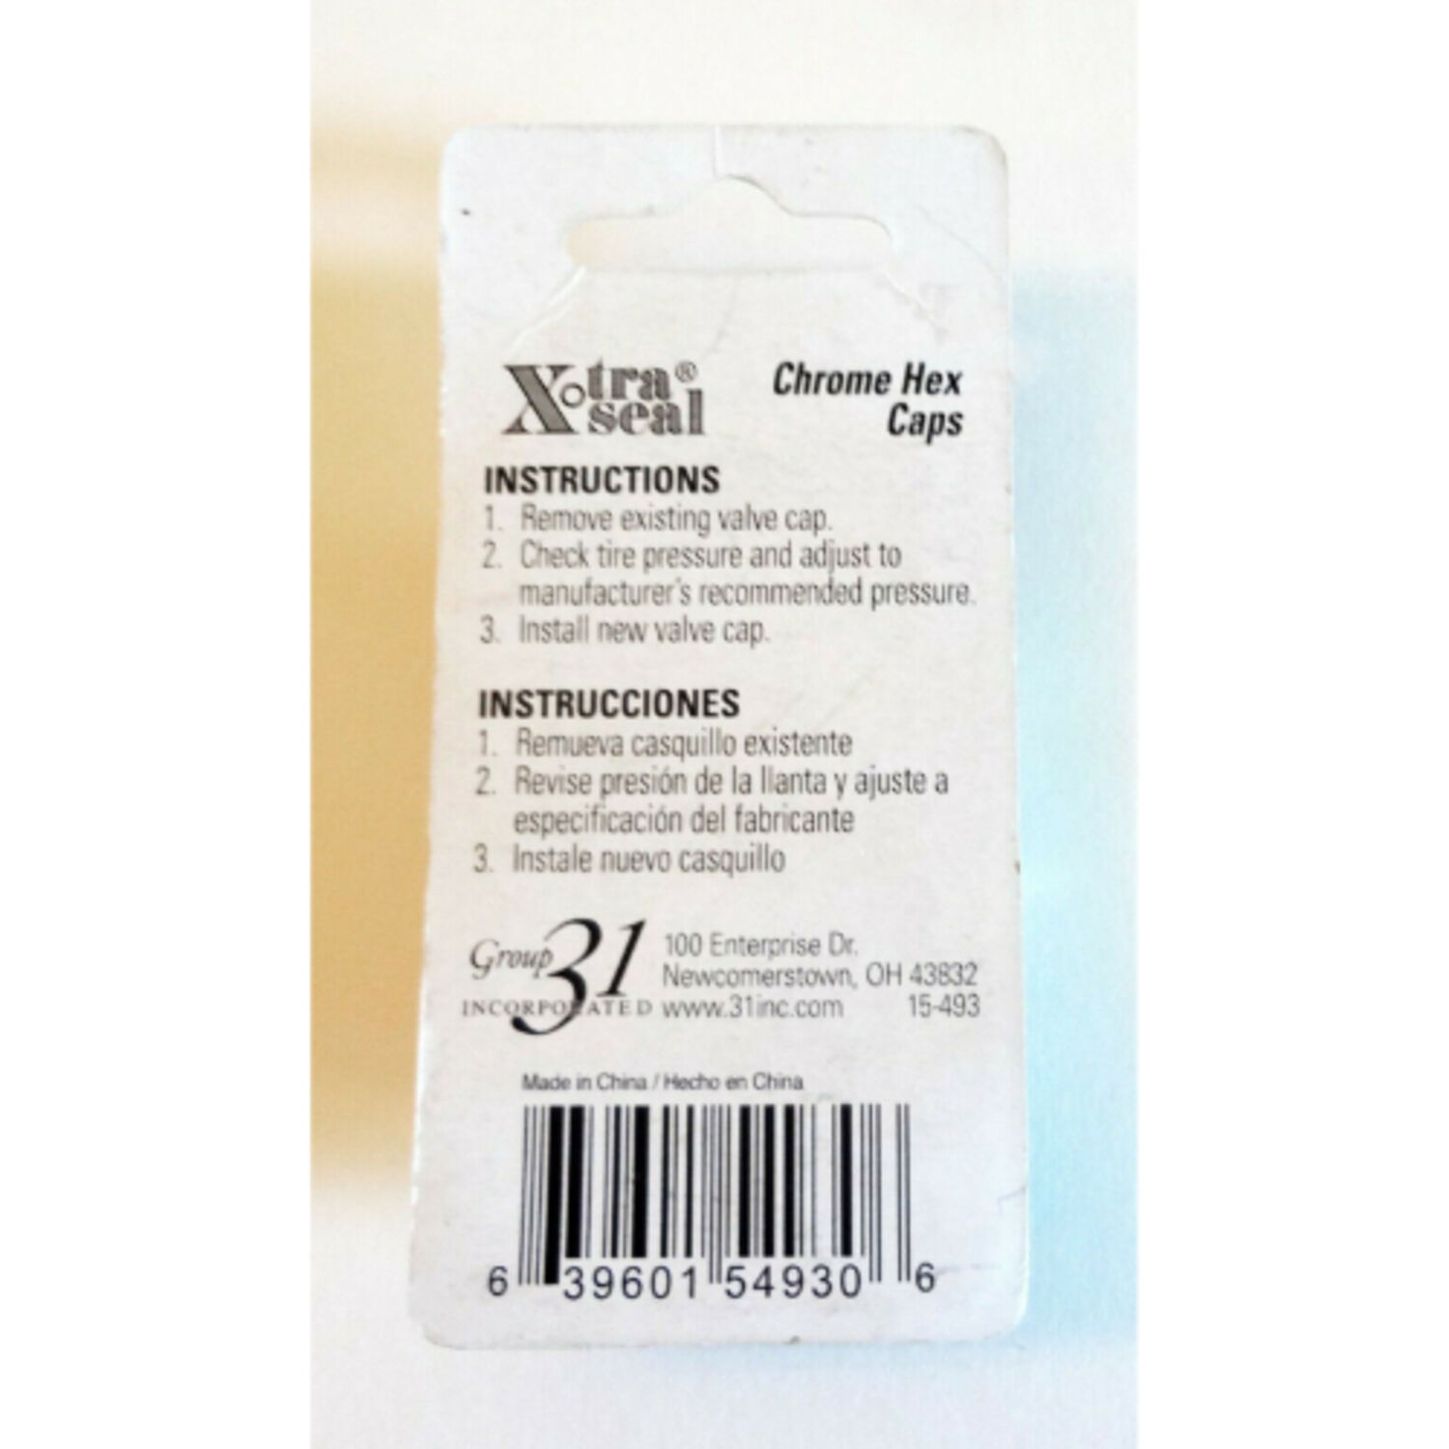 Xtra® seal
Chrome Hex
Caps
INSTRUCTIONS
1. Remove existing valve cap.
2. Check tire pressure and adjust to
manufacturer's recommended pressure.
3. Install new valve cap.
INSTRUCCIONES
1. Remueva casquillo existente
2. Revise presión de la llanta y ajuste a
especificación del fabricante
3. Instale nuevo casquillo
Group 31
INCORPORATED
100 Enterprise Dr.
Newcomerstown, OH 43832
www.31inc.com 15-493
Made in China / Hecho en China
6 39601 54930 6